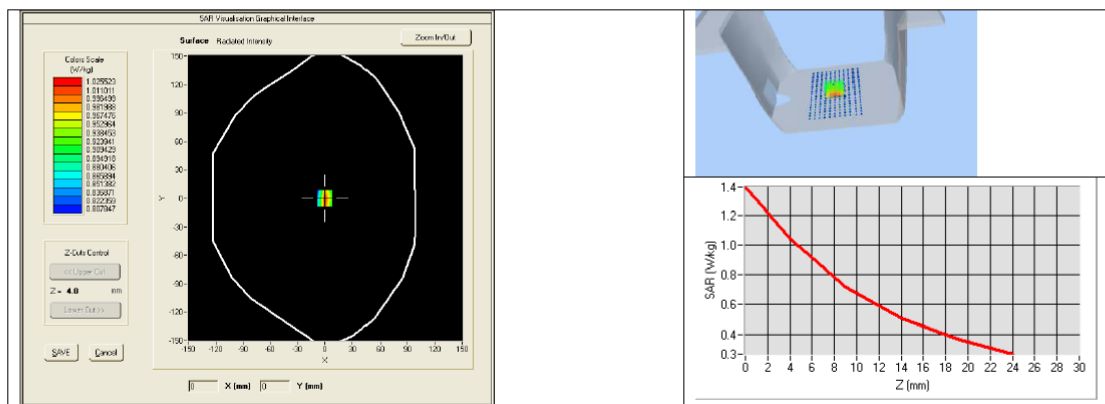 SAR Visualisation Graphical Interface
Surface Radiated Intensity
Zoom In/Out
Colors Scale
(W/kg)
1.025523
1.011011
0.996499
0.981988
0.967476
0.952964
0.938453
0.923941
0.909429
0.894918
0.880406
0.865894
0.851382
0.836871
0.822359
0.807847
150
120
90
60
30
0
-30
-60
-90
-120
-150
Y
-150 -120 -90 -60 -30 0 30 60 90 120 150
X
Z-Cuts Control
<< Upper Cut
Z = 4.0 mm
Lower Cut >>
SAVE Cancel
0 X (mm) 0 Y (mm)
1.4
1.2
1.0
0.8
0.6
0.4
0.3
SAR (W/kg)
0 2 4 6 8 10 12 14 16 18 20 22 24 26 28 30
Z (mm)